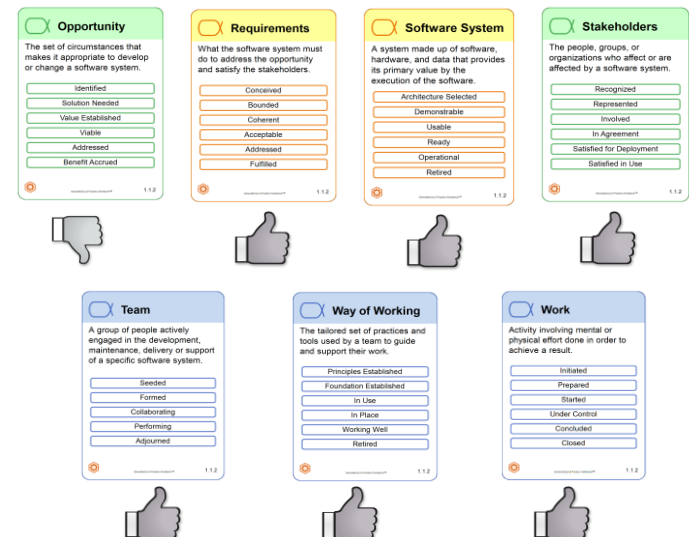 Opportunity
The set of circumstances that
makes it appropriate to develop
or change a software system.
Identified
Solution Needed
Value Established
Viable
Addressed
Benefit Accrued
1.1.2
Requirements
What the software system must
do to address the opportunity
and satisfy the stakeholders.
Conceived
Bounded
Coherent
Acceptable
Addressed
Fulfilled
1.1.2
Software System
A system made up of software,
hardware, and data that provides
its primary value by the
execution of the software.
Architecture Selected
Demonstrable
Usable
Ready
Operational
Retired
1.1.2
Stakeholders
The people, groups, or
organizations who affect or are
affected by a software system.
Recognized
Represented
Involved
In Agreement
Satisfied for Deployment
Satisfied in Use
1.1.2
Team
A group of people actively
engaged in the development,
maintenance, delivery or support
of a specific software system.
Seeded
Formed
Collaborating
Performing
Adjourned
1.1.2
Way of Working
The tailored set of practices and
tools used by a team to guide
and support their work.
Principles Established
Foundation Established
In Use
In Place
Working Well
Retired
1.1.2
Work
Activity involving mental or
physical effort done in order to
achieve a result.
Initiated
Prepared
Started
Under Control
Concluded
Closed
1.1.2